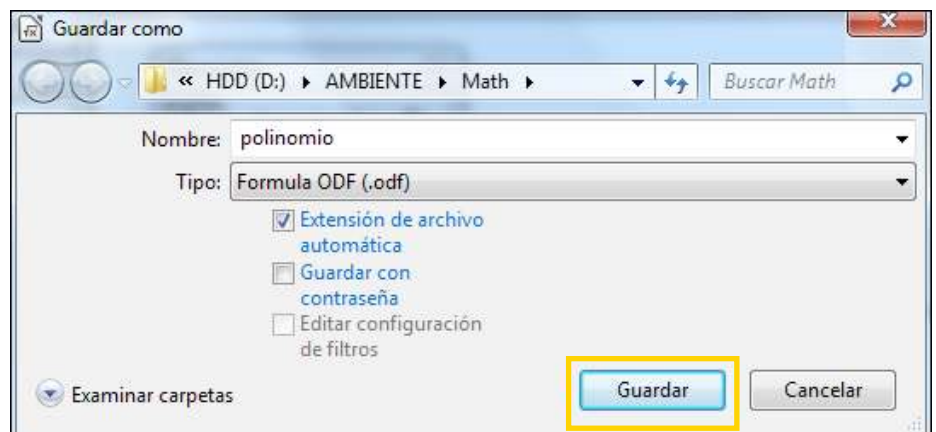 Guardar como
« HDD (D:) ▸ AMBIENTE ▸ Math ▸
Buscar Math
Nombre: polinomio
Tipo: Formula ODF (.odf)
Extensión de archivo
automática
Guardar con
contraseña
Editar configuración
de filtros
Examinar carpetas
Guardar
Cancelar